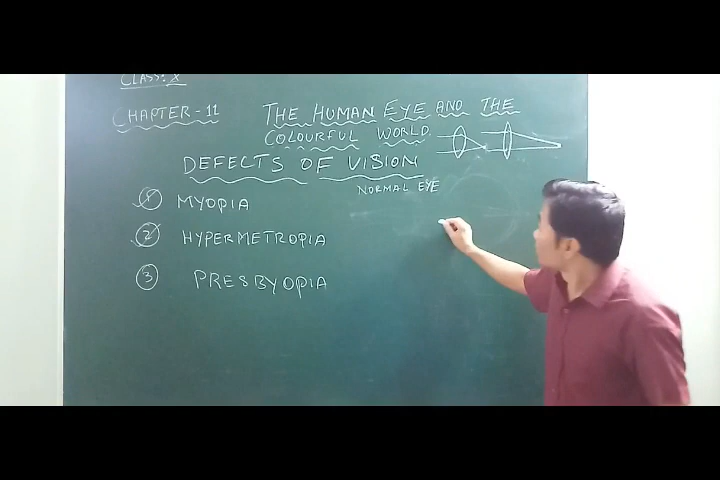 CLASS: X
CHAPTER - 11 THE HUMAN EYE AND THE
COLOURFUL WORLD
DEFECTS OF VISION
NORMAL EYE
1 MYOPIA
2 HYPERMETROPIA
3 PRESBYOPIA